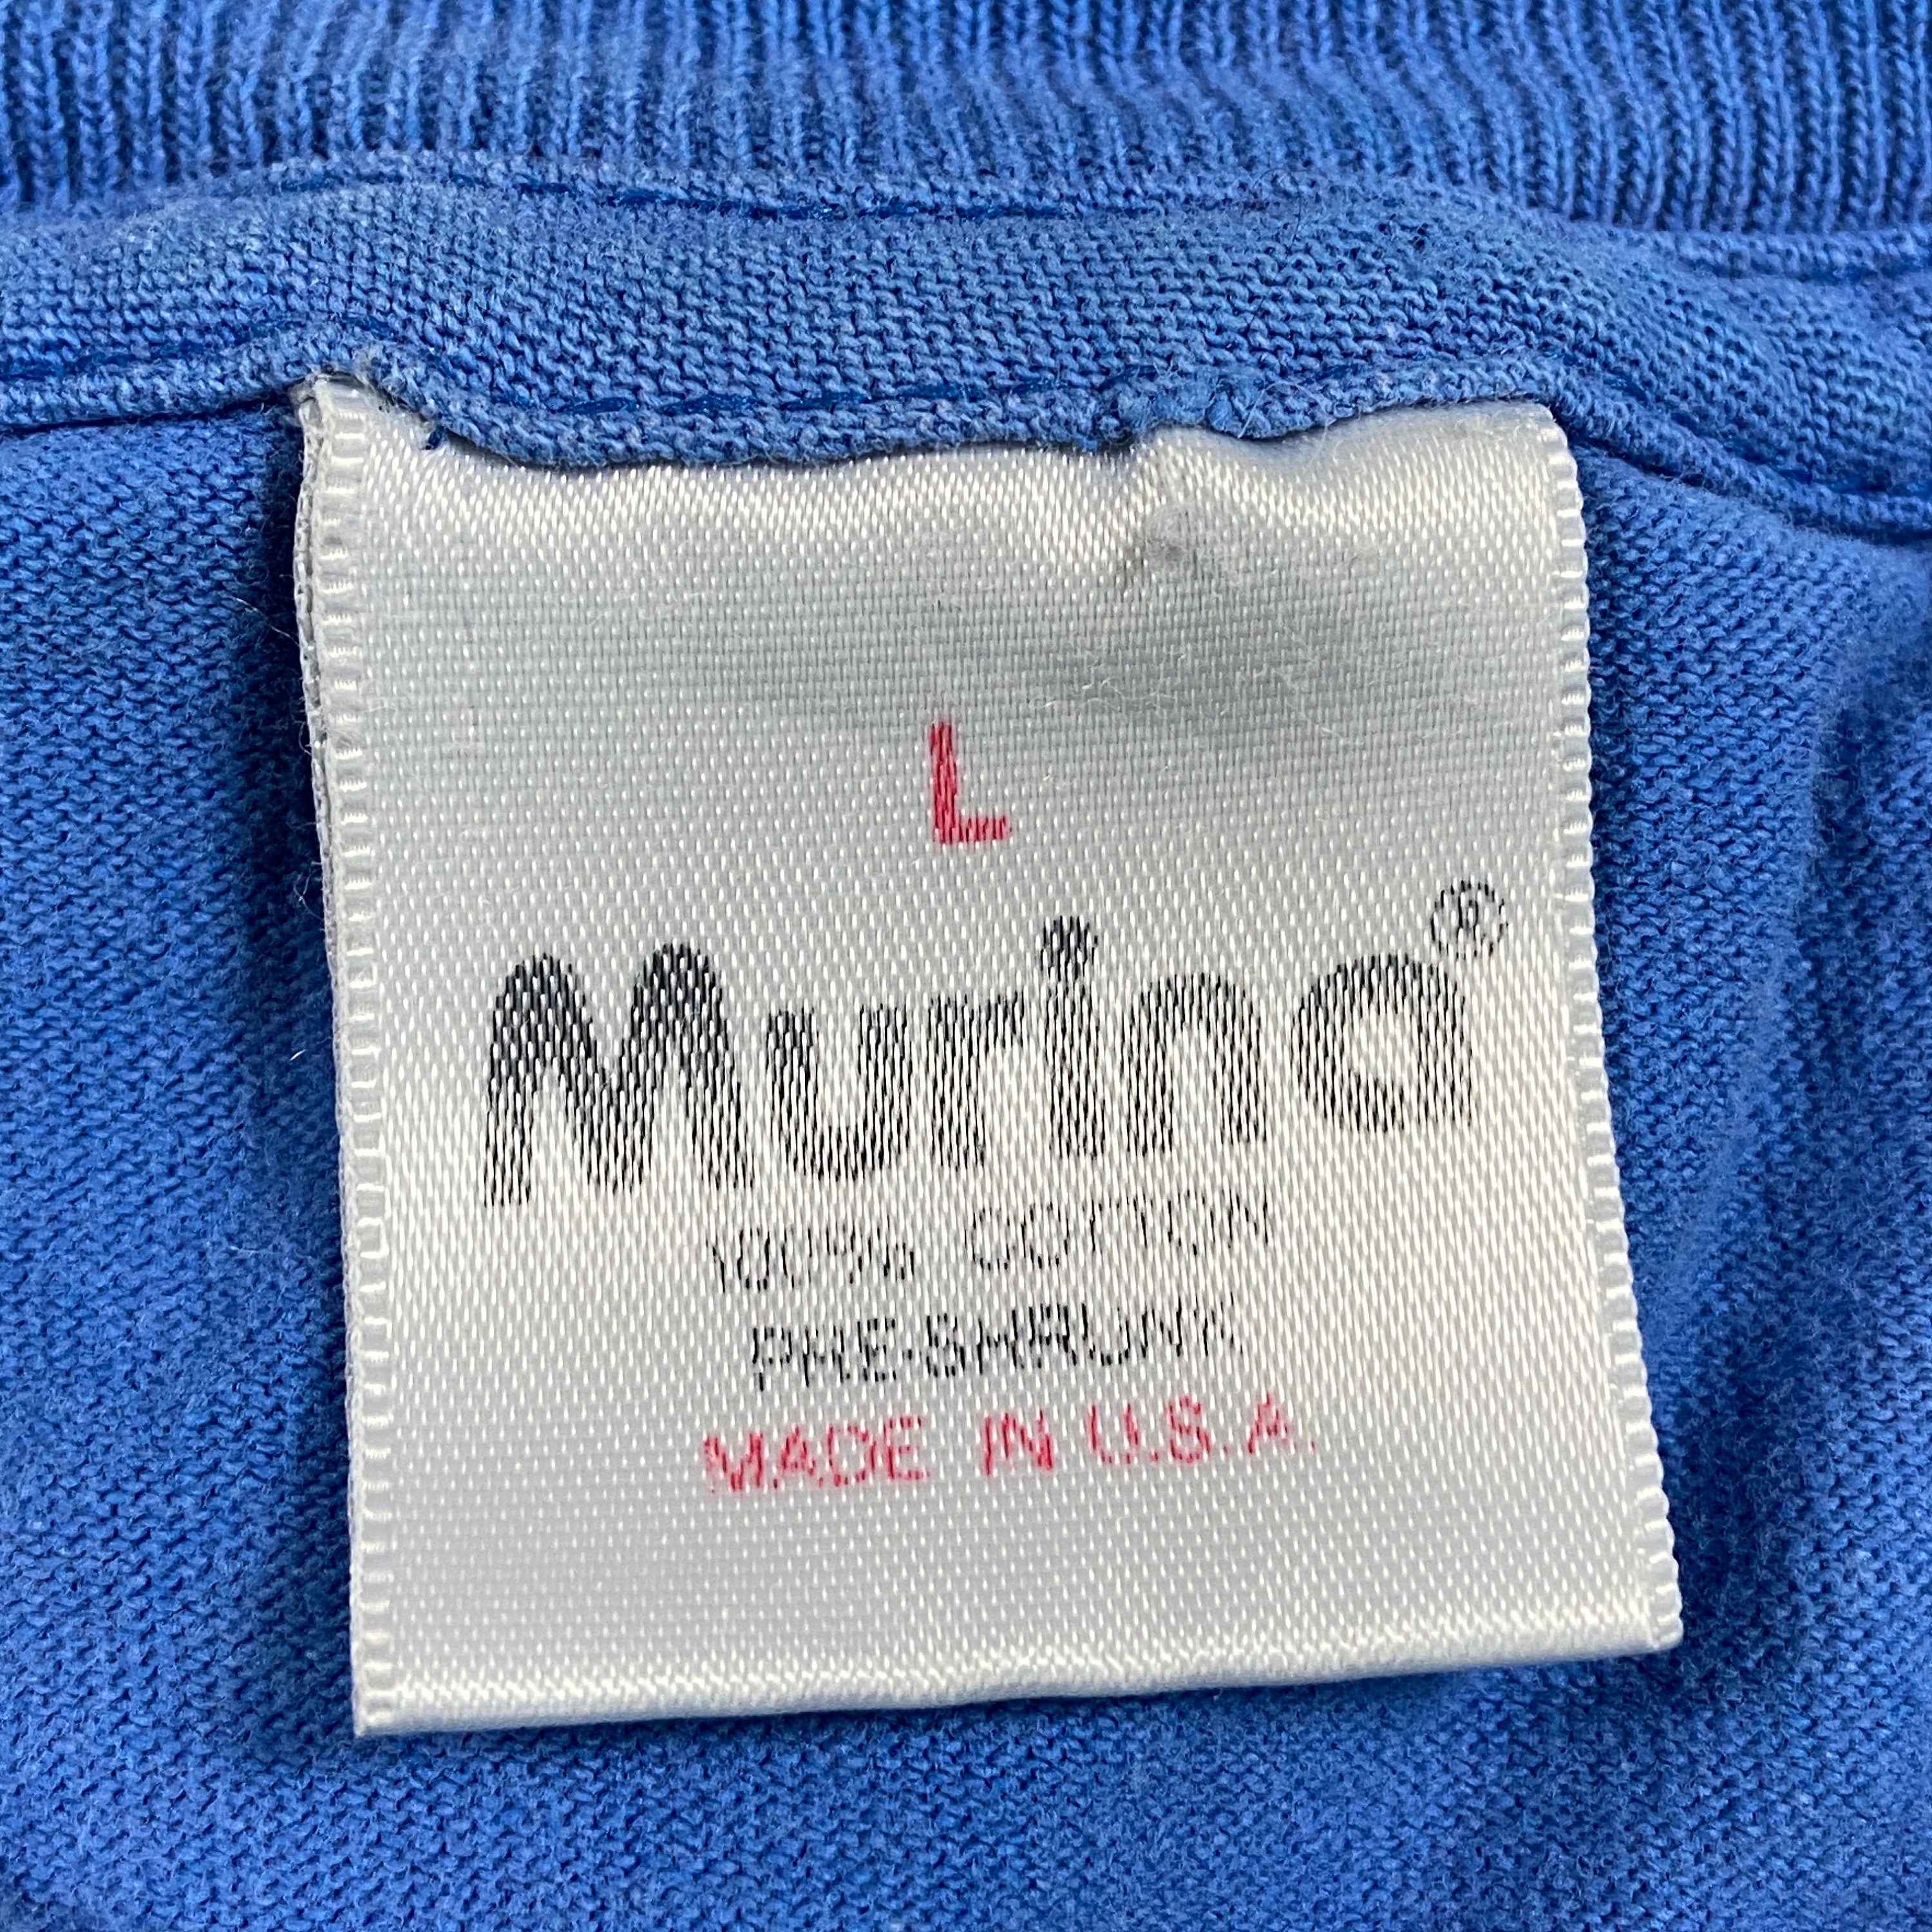 L
Murina®
100% COTTON
PRE-SHRUNK
MADE IN U.S.A.